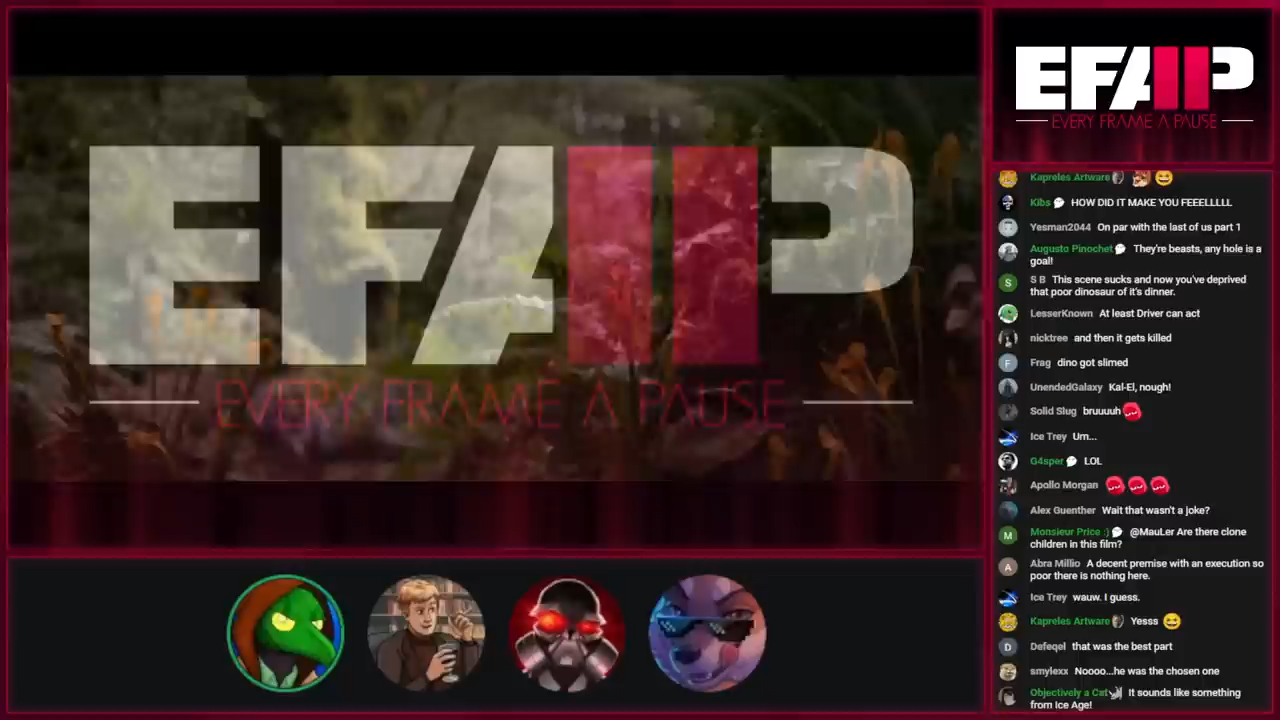 EFAP
EVERY FRAME A PAUSE
EFAP
EVERY FRAME A PAUSE
Kapreles Artware
Kibs HOW DID IT MAKE YOU FEEELLLLL
Yesman2044 On par with the last of us part 1
Augusto Pinochet They're beasts, any hole is a
goal!
S B This scene sucks and now you've deprived
that poor dinosaur of it's dinner.
LesserKnown At least Driver can act
nicktree and then it gets killed
Frag dino got slimed
UnendedGalaxy Kal-El, nough!
Solid Slug bruuuuh
Ice Trey Um...
G4sper LOL
Apollo Morgan
Alex Guenther Wait that wasn't a joke?
M Monsieur Price :) @MauLer Are there clone
children in this film?
A Abra Millio A decent premise with an execution so
poor there is nothing here.
Ice Trey wauw. I guess.
Kapreles Artware Yesss
D Defeqel that was the best part
smylexx Noooo...he was the chosen one
Objectively a Cat It sounds like something
from Ice Age!